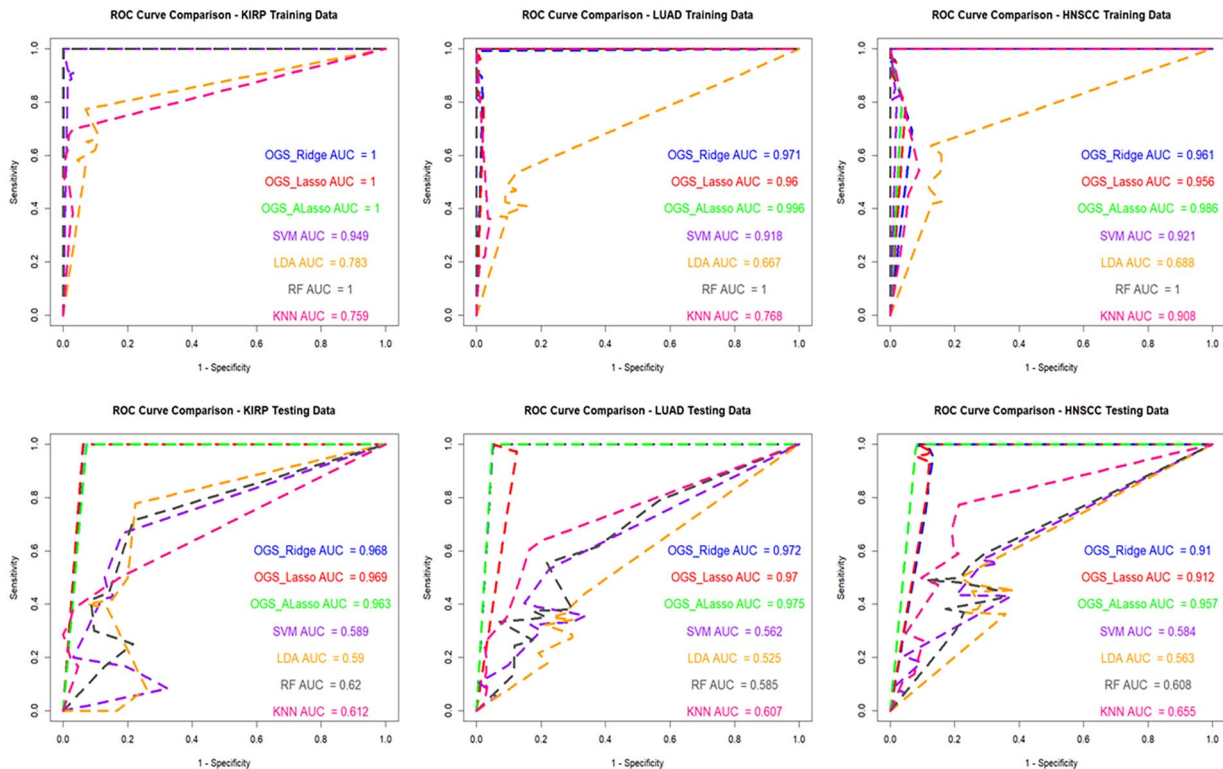 ROC Curve Comparison - KIRP Training Data
Sensitivity
1.0
0.8
0.6
0.4
0.2
0.0
OGS_Ridge AUC = 1
OGS_Lasso AUC = 1
OGS_ALasso AUC = 1
SVM AUC = 0.949
LDA AUC = 0.783
RF AUC = 1
KNN AUC = 0.759
0.0 0.2 0.4 0.6 0.8 1.0
1 - Specificity
ROC Curve Comparison - LUAD Training Data
Sensitivity
1.0
0.8
0.6
0.4
0.2
0.0
OGS_Ridge AUC = 0.971
OGS_Lasso AUC = 0.96
OGS_ALasso AUC = 0.996
SVM AUC = 0.918
LDA AUC = 0.667
RF AUC = 1
KNN AUC = 0.768
0.0 0.2 0.4 0.6 0.8 1.0
1 - Specificity
ROC Curve Comparison - HNSCC Training Data
Sensitivity
1.0
0.8
0.6
0.4
0.2
0.0
OGS_Ridge AUC = 0.961
OGS_Lasso AUC = 0.956
OGS_ALasso AUC = 0.986
SVM AUC = 0.921
LDA AUC = 0.688
RF AUC = 1
KNN AUC = 0.908
0.0 0.2 0.4 0.6 0.8 1.0
1 - Specificity
ROC Curve Comparison - KIRP Testing Data
Sensitivity
1.0
0.8
0.6
0.4
0.2
0.0
OGS_Ridge AUC = 0.968
OGS_Lasso AUC = 0.969
OGS_ALasso AUC = 0.963
SVM AUC = 0.589
LDA AUC = 0.59
RF AUC = 0.62
KNN AUC = 0.612
0.0 0.2 0.4 0.6 0.8 1.0
1 - Specificity
ROC Curve Comparison - LUAD Testing Data
Sensitivity
1.0
0.8
0.6
0.4
0.2
0.0
OGS_Ridge AUC = 0.972
OGS_Lasso AUC = 0.97
OGS_ALasso AUC = 0.975
SVM AUC = 0.562
LDA AUC = 0.525
RF AUC = 0.585
KNN AUC = 0.607
0.0 0.2 0.4 0.6 0.8 1.0
1 - Specificity
ROC Curve Comparison - HNSCC Testing Data
Sensitivity
1.0
0.8
0.6
0.4
0.2
0.0
OGS_Ridge AUC = 0.91
OGS_Lasso AUC = 0.912
OGS_ALasso AUC = 0.957
SVM AUC = 0.584
LDA AUC = 0.563
RF AUC = 0.608
KNN AUC = 0.655
0.0 0.2 0.4 0.6 0.8 1.0
1 - Specificity